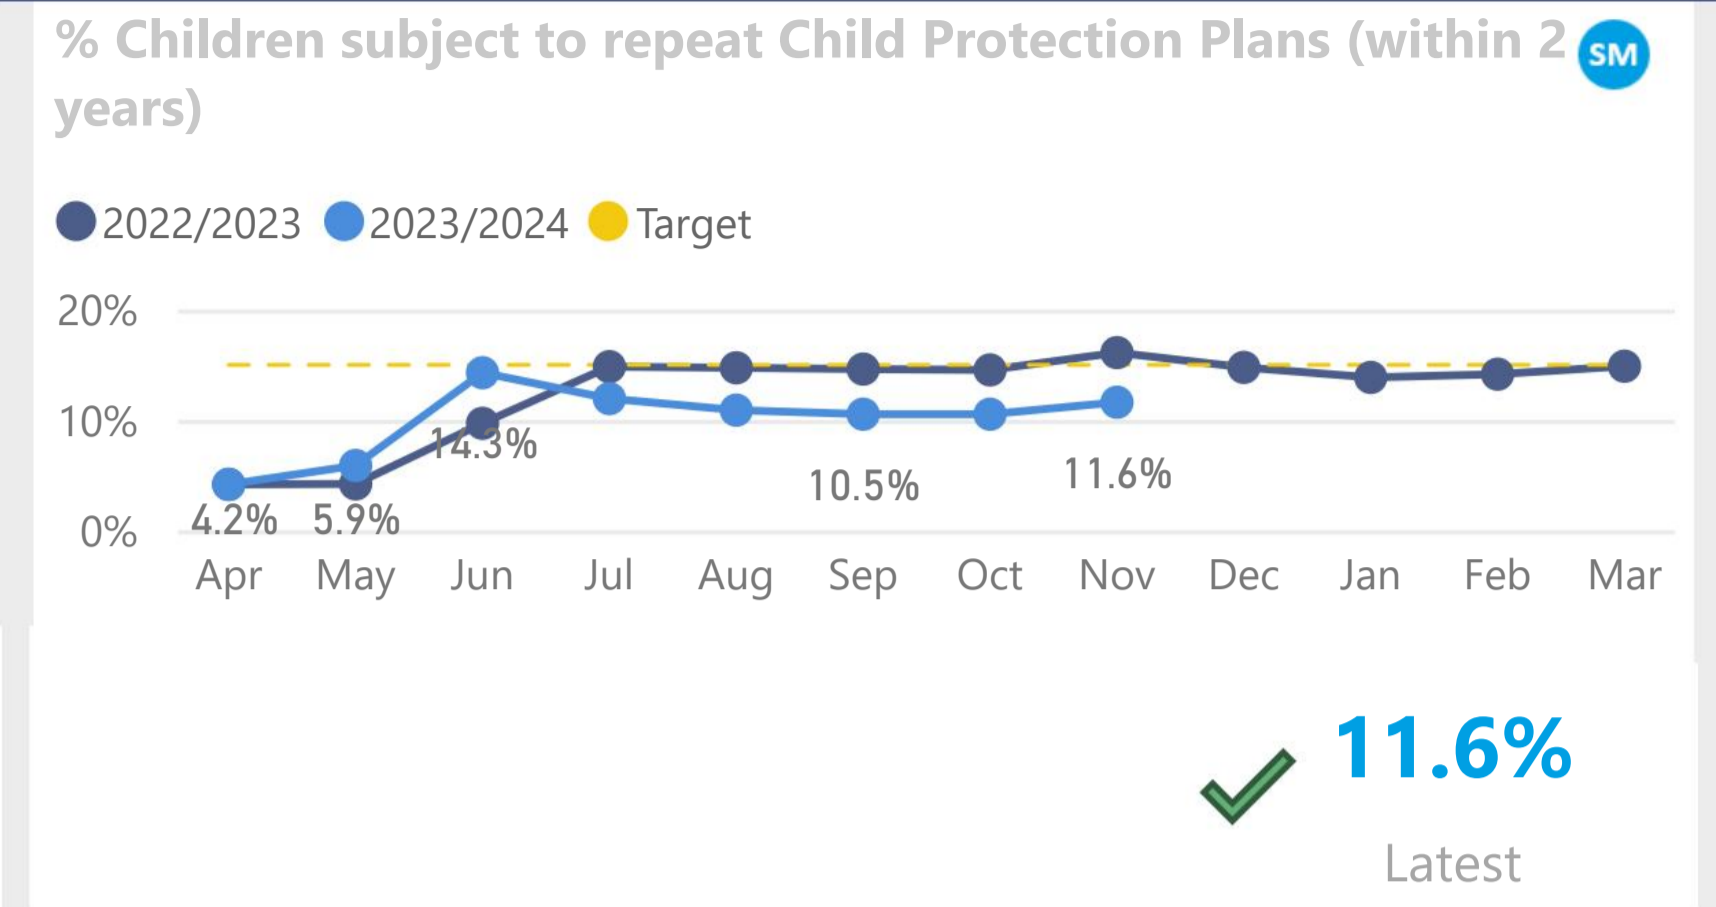 % Children subject to repeat Child Protection Plans (within 2
years)
SM
2022/2023 2023/2024 Target
20%
10%
0%
14.3%
10.5%
11.6%
4.2% 5.9%
Apr May Jun Jul Aug Sep Oct Nov Dec Jan Feb Mar
11.6%
Latest